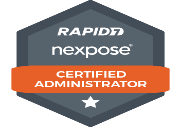 RAPID7
nexpose®
CERTIFIED
ADMINISTRATOR